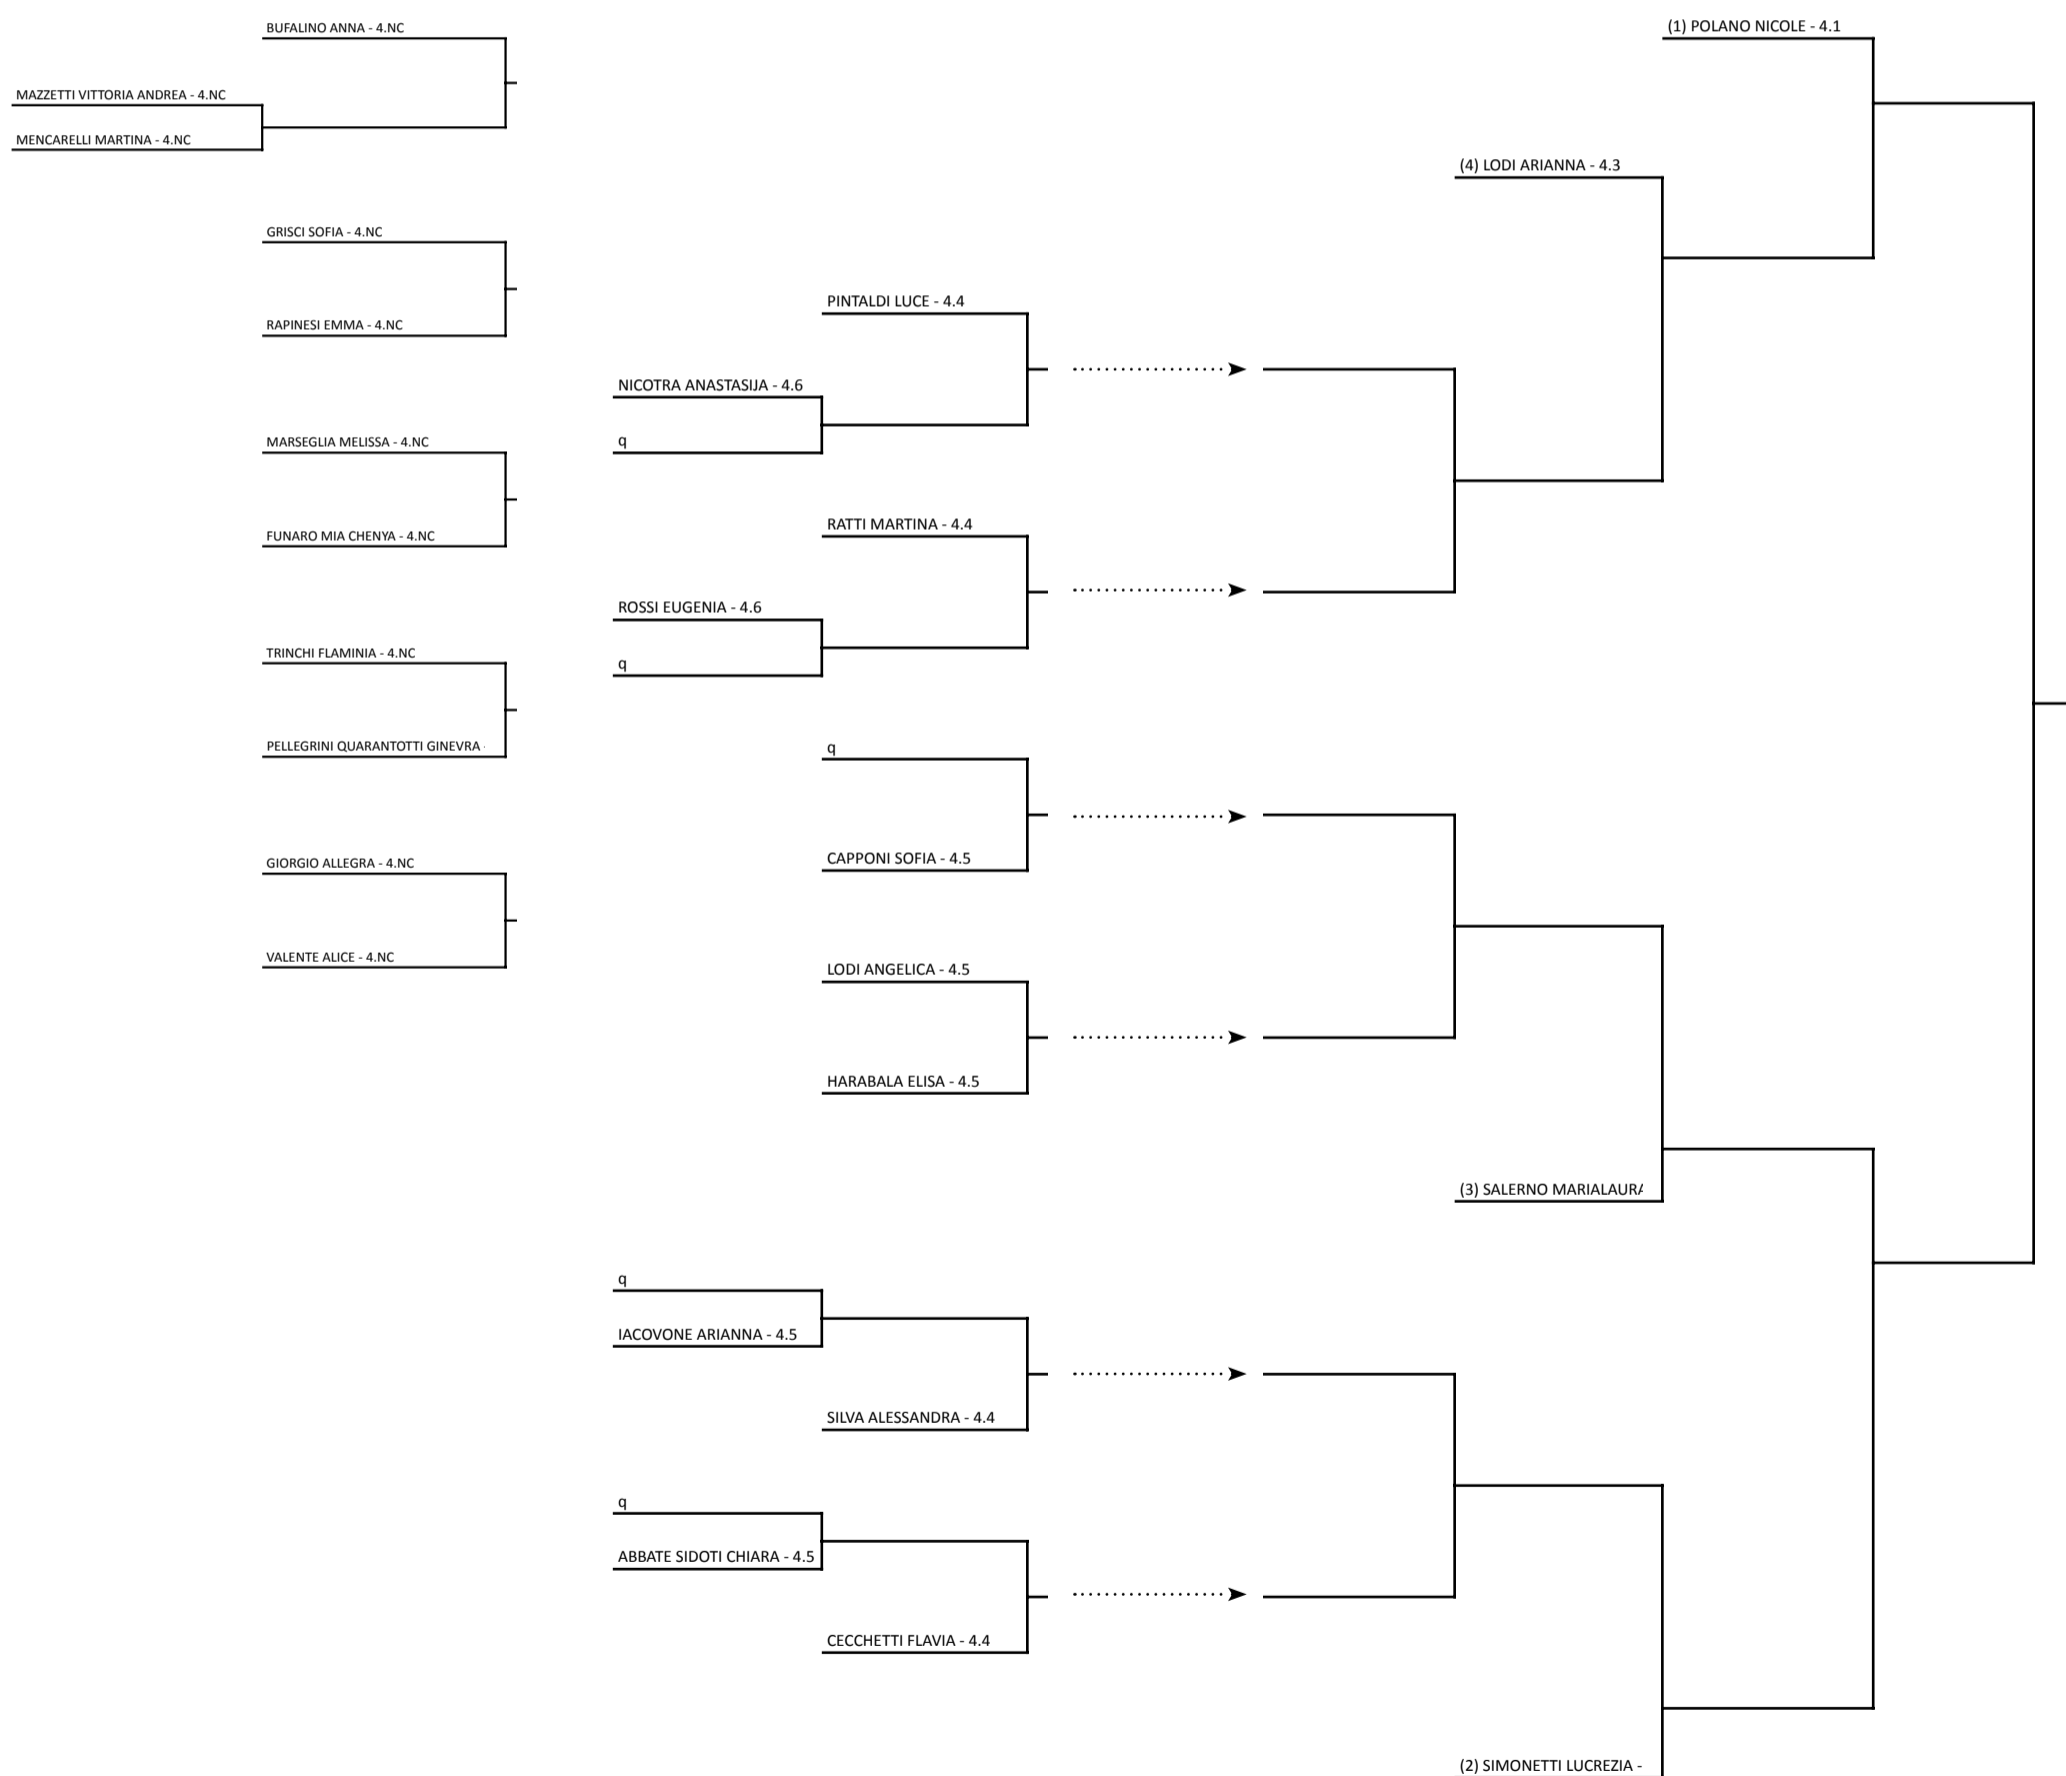 BUFALINO ANNA - 4.NC
MAZZETTI VITTORIA ANDREA - 4.NC
MENCARELLI MARTINA - 4.NC
GRISCI SOFIA - 4.NC
RAPINESI EMMA - 4.NC
MARSEGLIA MELISSA - 4.NC
FUNARO MIA CHENYA - 4.NC
TRINCHI FLAMINIA - 4.NC
PELLEGRINI QUARANTOTTI GINEVRA -
GIORGIO ALLEGRA - 4.NC
VALENTE ALICE - 4.NC
NICOTRA ANASTASIJA - 4.6
q
ROSSI EUGENIA - 4.6
q
q
IACOVONE ARIANNA - 4.5
q
ABBATE SIDOTI CHIARA - 4.5
PINTALDI LUCE - 4.4
RATTI MARTINA - 4.4
q
CAPPONI SOFIA - 4.5
LODI ANGELICA - 4.5
HARABALA ELISA - 4.5
SILVA ALESSANDRA - 4.4
CECCHETTI FLAVIA - 4.4
(4) LODI ARIANNA - 4.3
(3) SALERNO MARIALAURA
(2) SIMONETTI LUCREZIA -
(1) POLANO NICOLE - 4.1